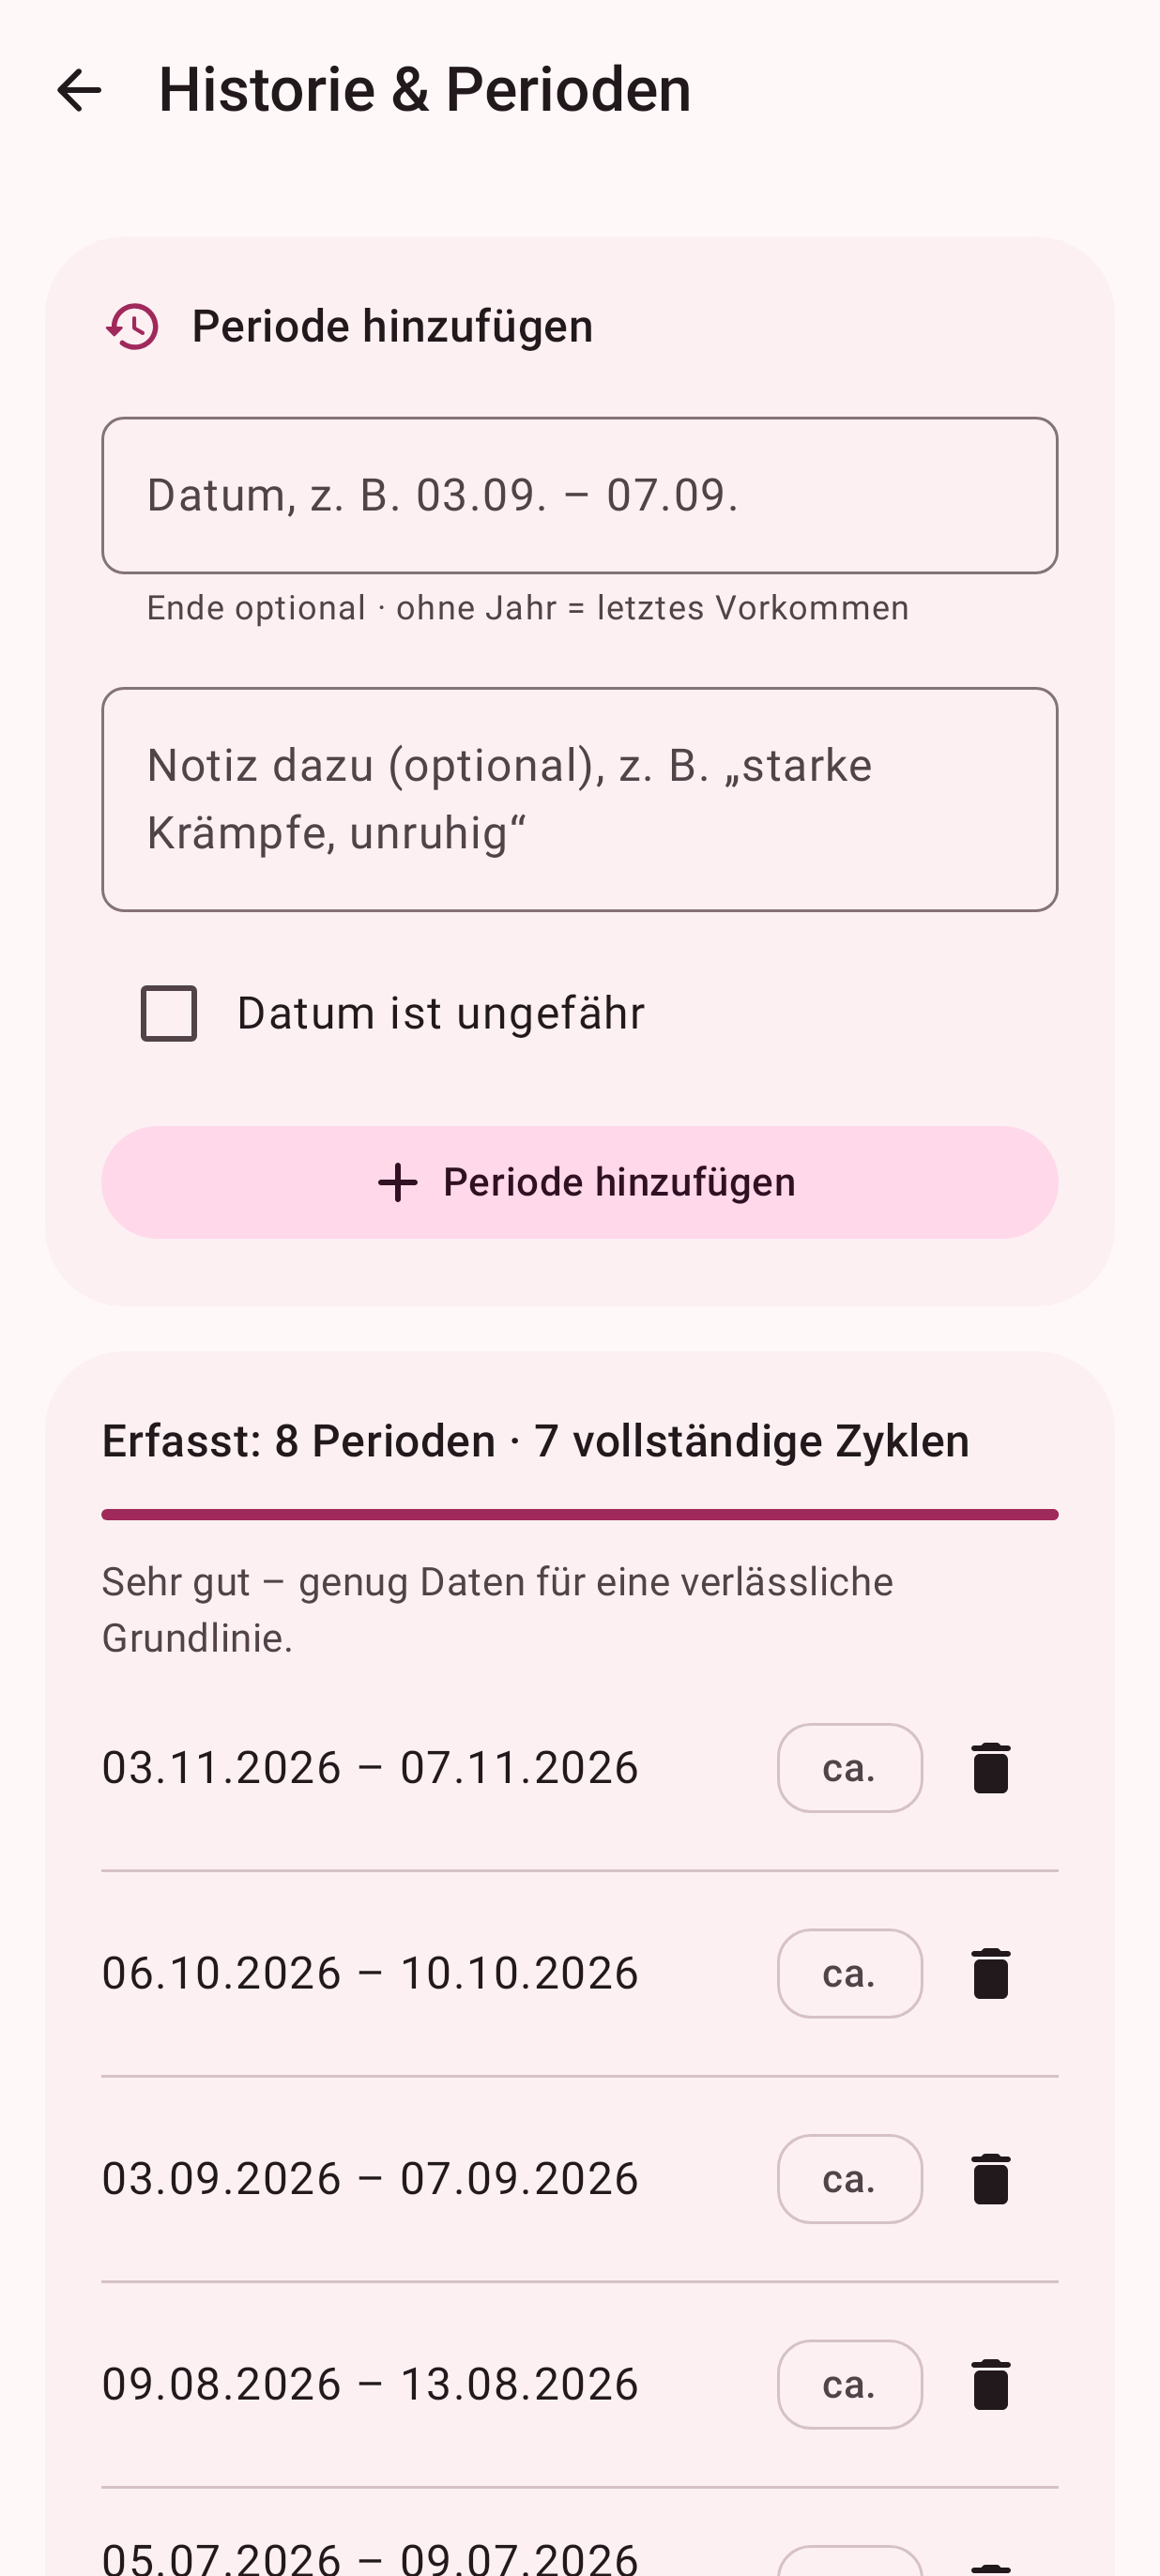 Historie & Perioden
Periode hinzufügen
Datum, z. B. 03.09. – 07.09.
Ende optional · ohne Jahr = letztes Vorkommen
Notiz dazu (optional), z. B. „starke
Krämpfe, unruhig“
Datum ist ungefähr
Periode hinzufügen
Erfasst: 8 Perioden · 7 vollständige Zyklen
Sehr gut – genug Daten für eine verlässliche
Grundlinie.
03.11.2026 – 07.11.2026 ca.
06.10.2026 – 10.10.2026 ca.
03.09.2026 – 07.09.2026 ca.
09.08.2026 – 13.08.2026 ca.
05.07.2026 – 09.07.2026